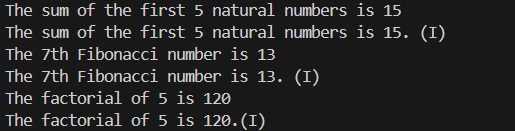 The sum of the first 5 natural numbers is 15
The sum of the first 5 natural numbers is 15. (I)
The 7th Fibonacci number is 13
The 7th Fibonacci number is 13. (I)
The factorial of 5 is 120
The factorial of 5 is 120.(I)